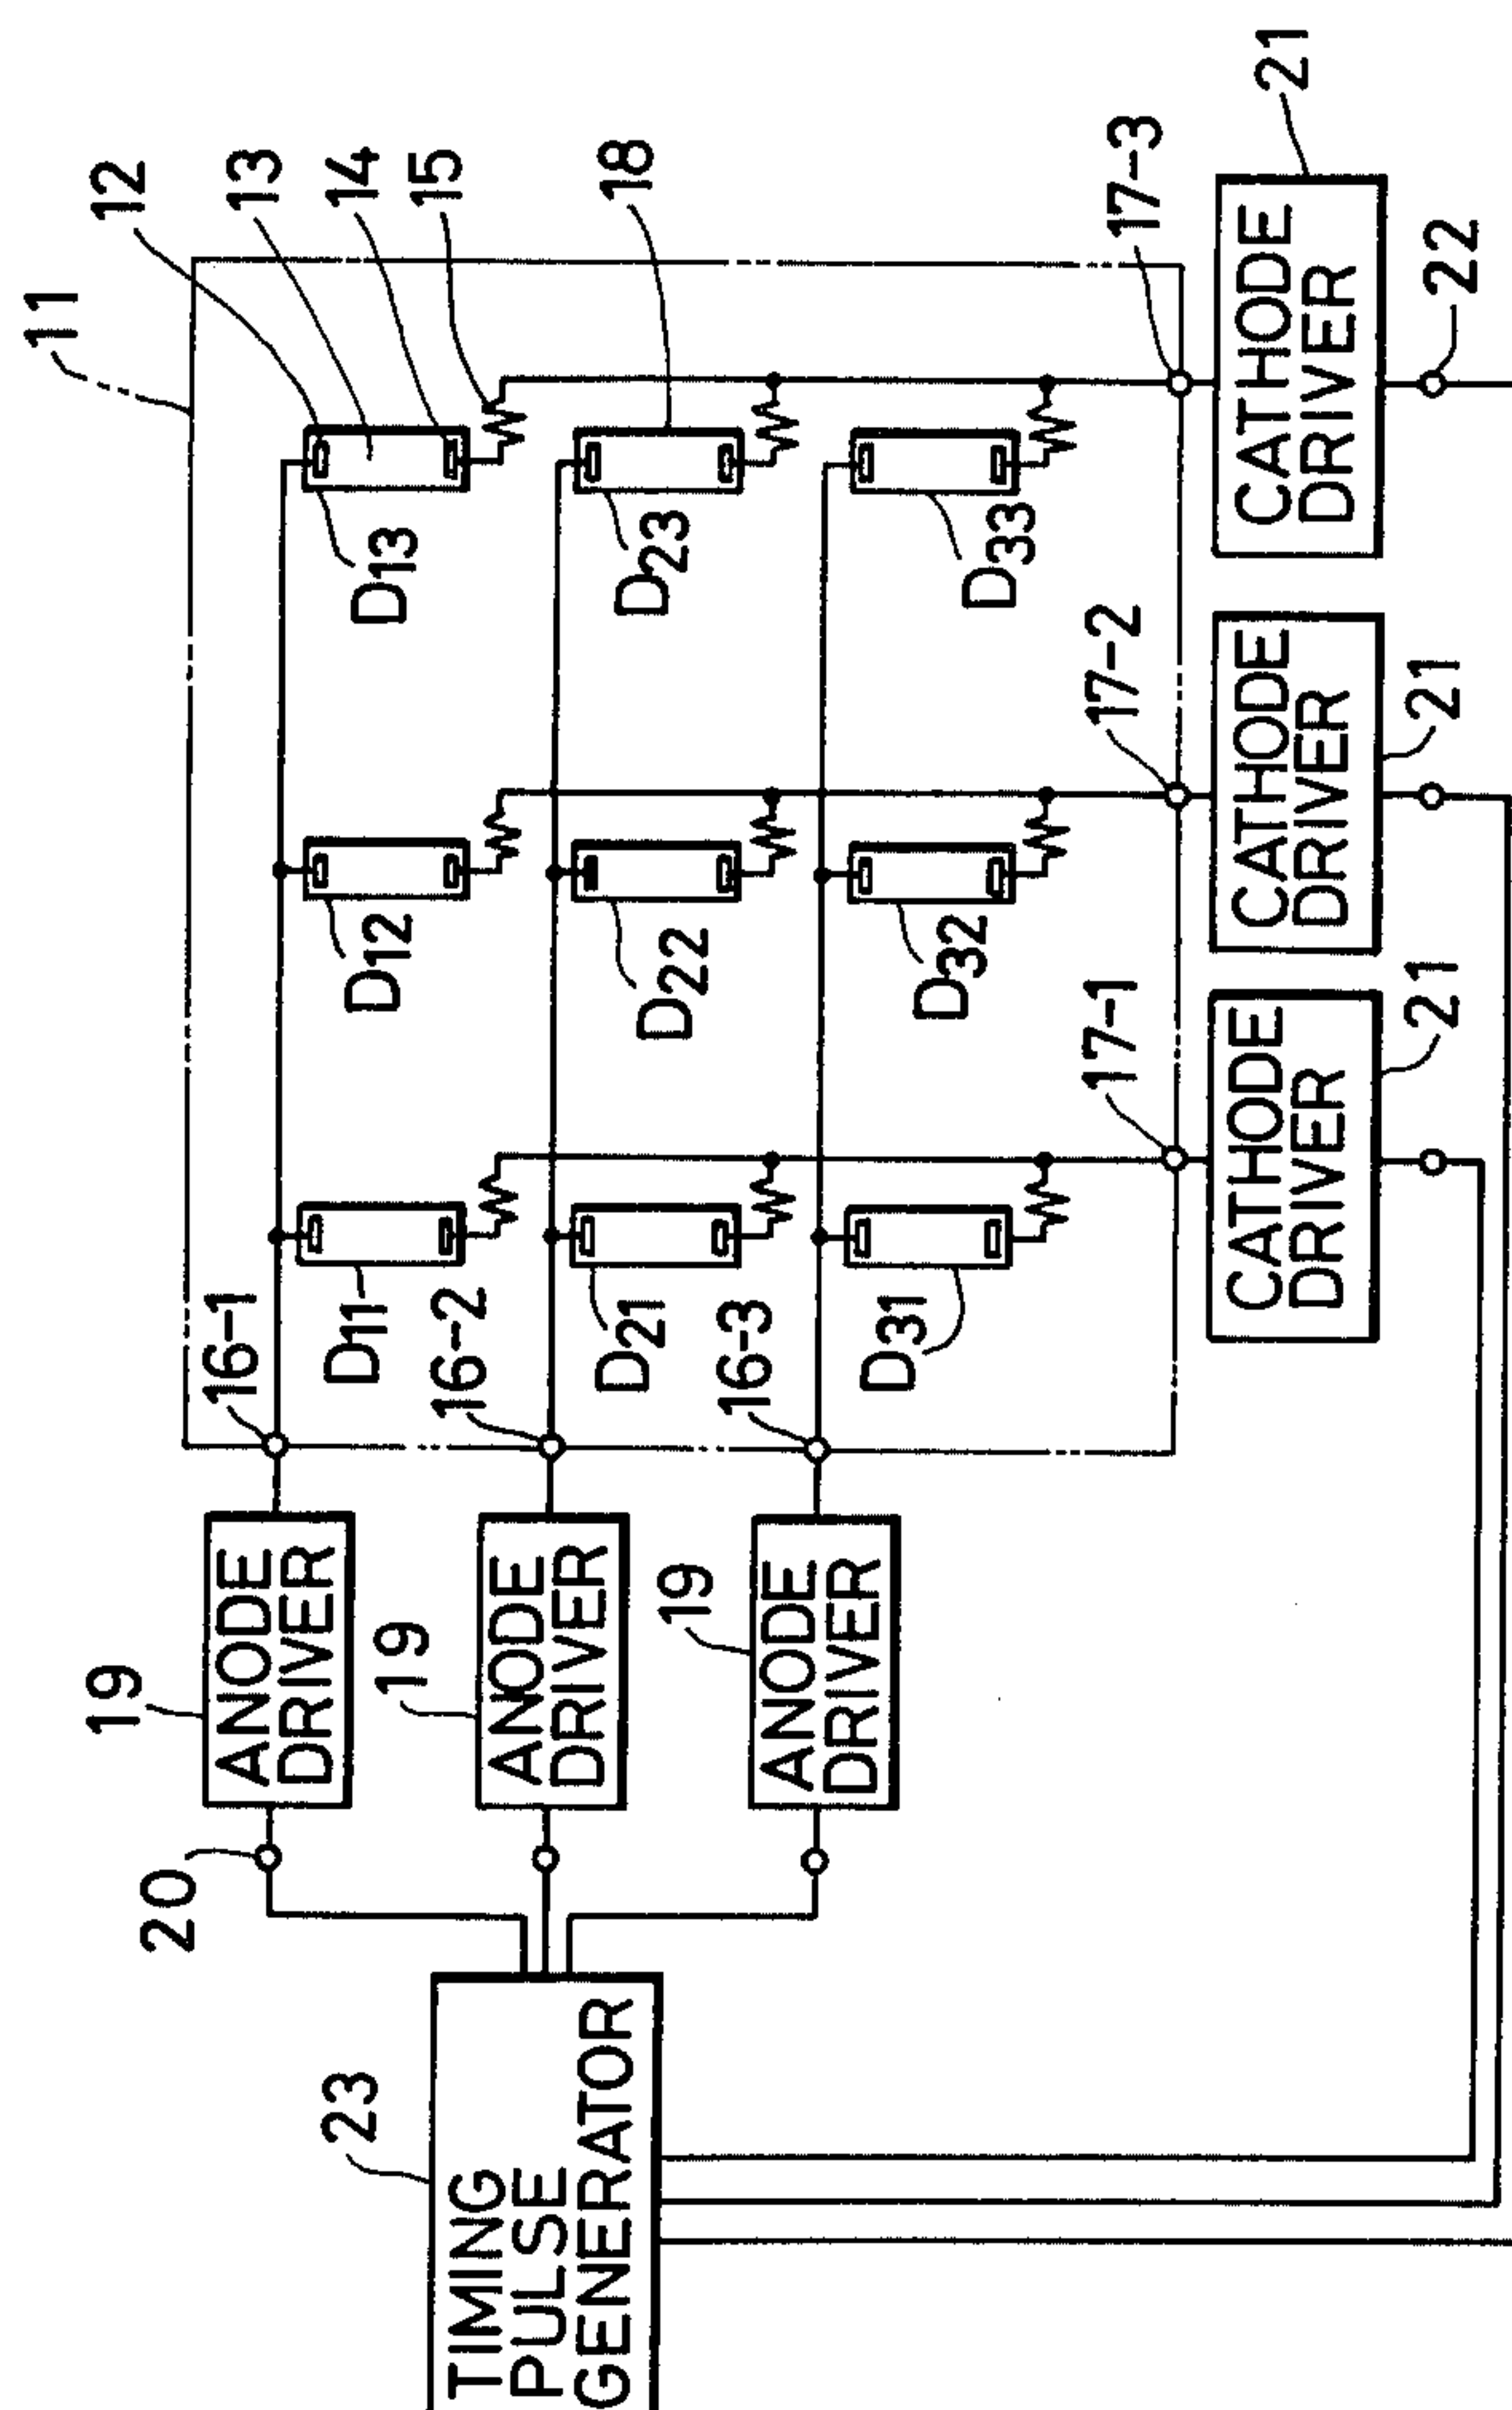 11
12
13
14
15
18
17-3
21
22
D13
D23
D33
17-2
CATHODE
DRIVER
D12
D22
D32
21
CATHODE
DRIVER
17-1
21
CATHODE
DRIVER
16-1
D11
16-2
D21
16-3
D31
19
ANODE
DRIVER
19
ANODE
DRIVER
19
ANODE
DRIVER
20
23
TIMING
PULSE
GENERATOR